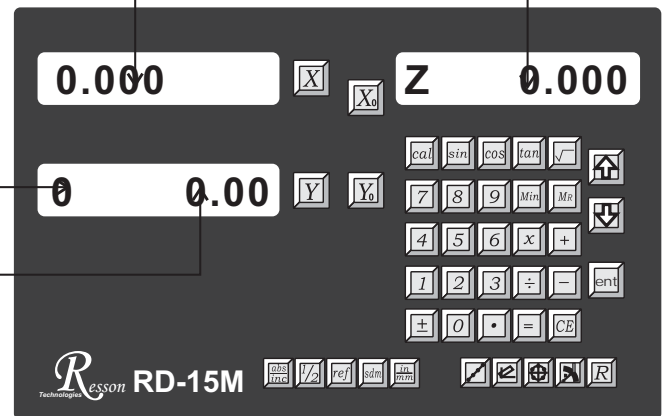 0.000 X X₀ Z 0.000
cal sin cos tan √
0 0.00 Y Y₀ 7 8 9 Min MR
4 5 6 x +
1 2 3 ÷ − ent
± 0 • = CE
Resson Technologies RD-15M abs/inc 1/2 ref sdm in/mm R